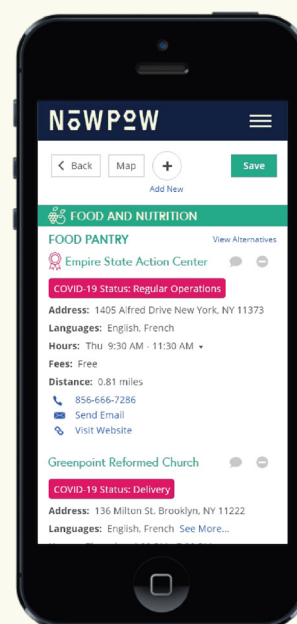 NōWPOW
Back Map +
Save
Add New
FOOD AND NUTRITION
FOOD PANTRY View Alternatives
Empire State Action Center
COVID-19 Status: Regular Operations
Address: 1405 Alfred Drive New York, NY 11373
Languages: English, French
Hours: Thu 9:30 AM - 11:30 AM
Fees: Free
Distance: 0.81 miles
856-666-7286
Send Email
Visit Website
Greenpoint Reformed Church
COVID-19 Status: Delivery
Address: 136 Milton St. Brooklyn, NY 11222
Languages: English, French See More...